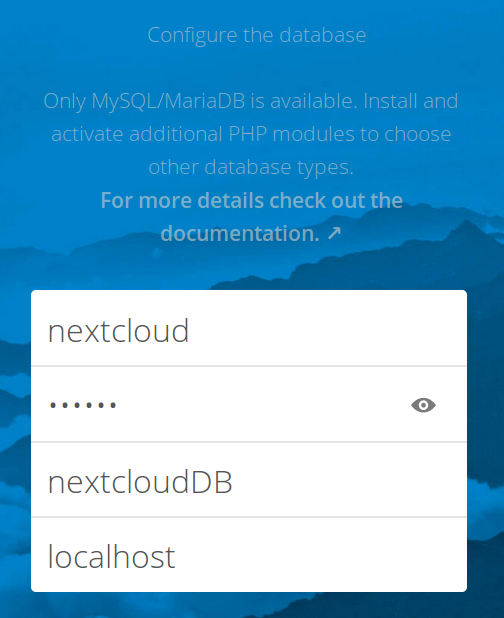 Configure the database
Only MySQL/MariaDB is available. Install and
activate additional PHP modules to choose
other database types.
For more details check out the
documentation. ↗
nextcloud
••••••
nextcloudDB
localhost